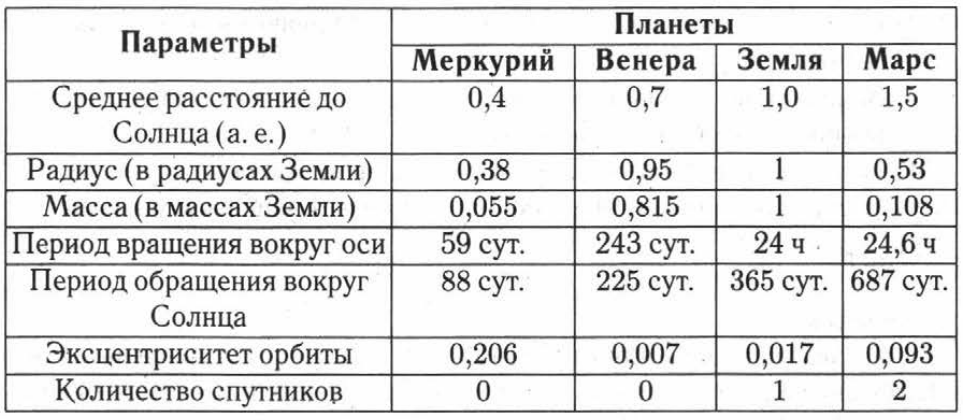 Параметры Планеты
Меркурий Венера Земля Марс
Среднее расстояние до
Солнца (а. е.) 0,4 0,7 1,0 1,5
Радиус (в радиусах Земли) 0,38 0,95 1 0,53
Масса (в массах Земли) 0,055 0,815 1 0,108
Период вращения вокруг оси 59 сут. 243 сут. 24 ч 24,6 ч
Период обращения вокруг
Солнца 88 сут. 225 сут. 365 сут. 687 сут.
Эксцентриситет орбиты 0,206 0,007 0,017 0,093
Количество спутников 0 0 1 2